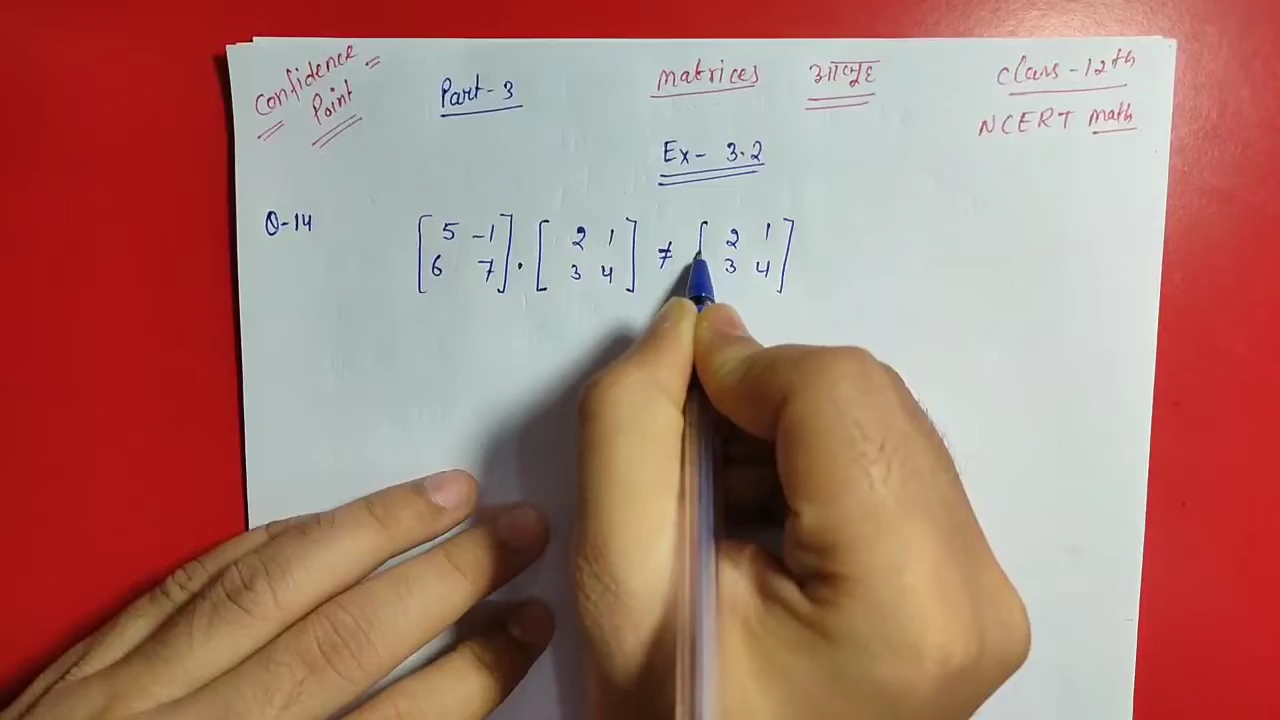 Confidence Point
Part-3
Matrices आव्यूह
Class-12th
NCERT Math
Ex- 3.2
Q-14
[ 5 -1 ] . [ 2 1 ] ≠ [ 2 1 ]
[ 6 7 ] [ 3 4 ] [ 3 4 ]